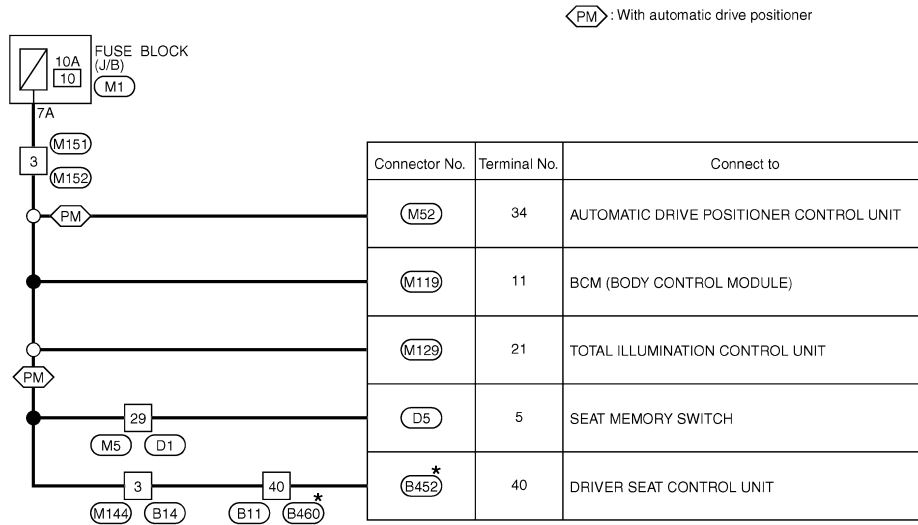 PM : With automatic drive positioner
10A
10
FUSE BLOCK
(J/B)
M1
7A
3
M151
M152
PM
PM
29
M5
D1
3
M144
B14
40
B11
B460
*
Connector No. Terminal No. Connect to
M52 34 AUTOMATIC DRIVE POSITIONER CONTROL UNIT
M119 11 BCM (BODY CONTROL MODULE)
M129 21 TOTAL ILLUMINATION CONTROL UNIT
D5 5 SEAT MEMORY SWITCH
B452 * 40 DRIVER SEAT CONTROL UNIT